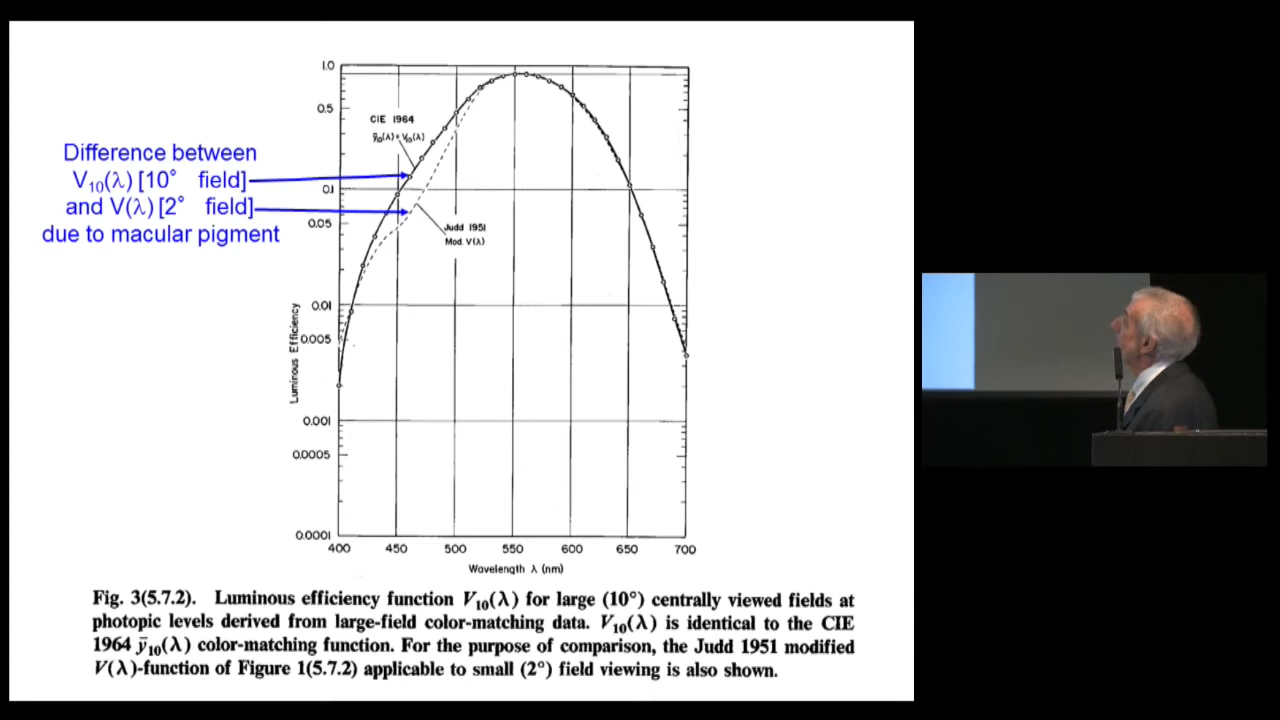 Difference between
V₁₀(λ) [10° field]
and V(λ) [2° field]
due to macular pigment
1.0
0.5
CIE 1964
ȳ₁₀(λ) ≡ V₁₀(λ)
0.1
0.05
Judd 1951
Mod. V(λ)
0.01
0.005
0.001
0.0005
0.0001
Luminous Efficiency
400 450 500 550 600 650 700
Wavelength λ (nm)
Fig. 3(5.7.2). Luminous efficiency function V₁₀(λ) for large (10°) centrally viewed fields at
photopic levels derived from large-field color-matching data. V₁₀(λ) is identical to the CIE
1964 ȳ₁₀(λ) color-matching function. For the purpose of comparison, the Judd 1951 modified
V(λ)-function of Figure 1(5.7.2) applicable to small (2°) field viewing is also shown.